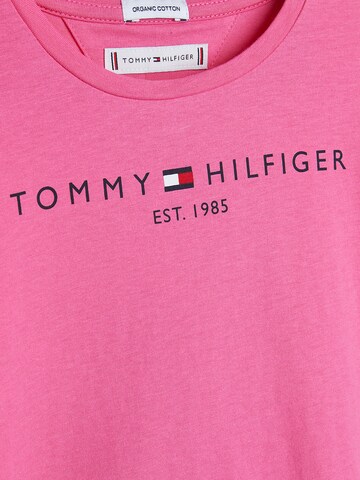 ORGANIC COTTON
TOMMY HILFIGER
TOMMY HILFIGER
EST. 1985